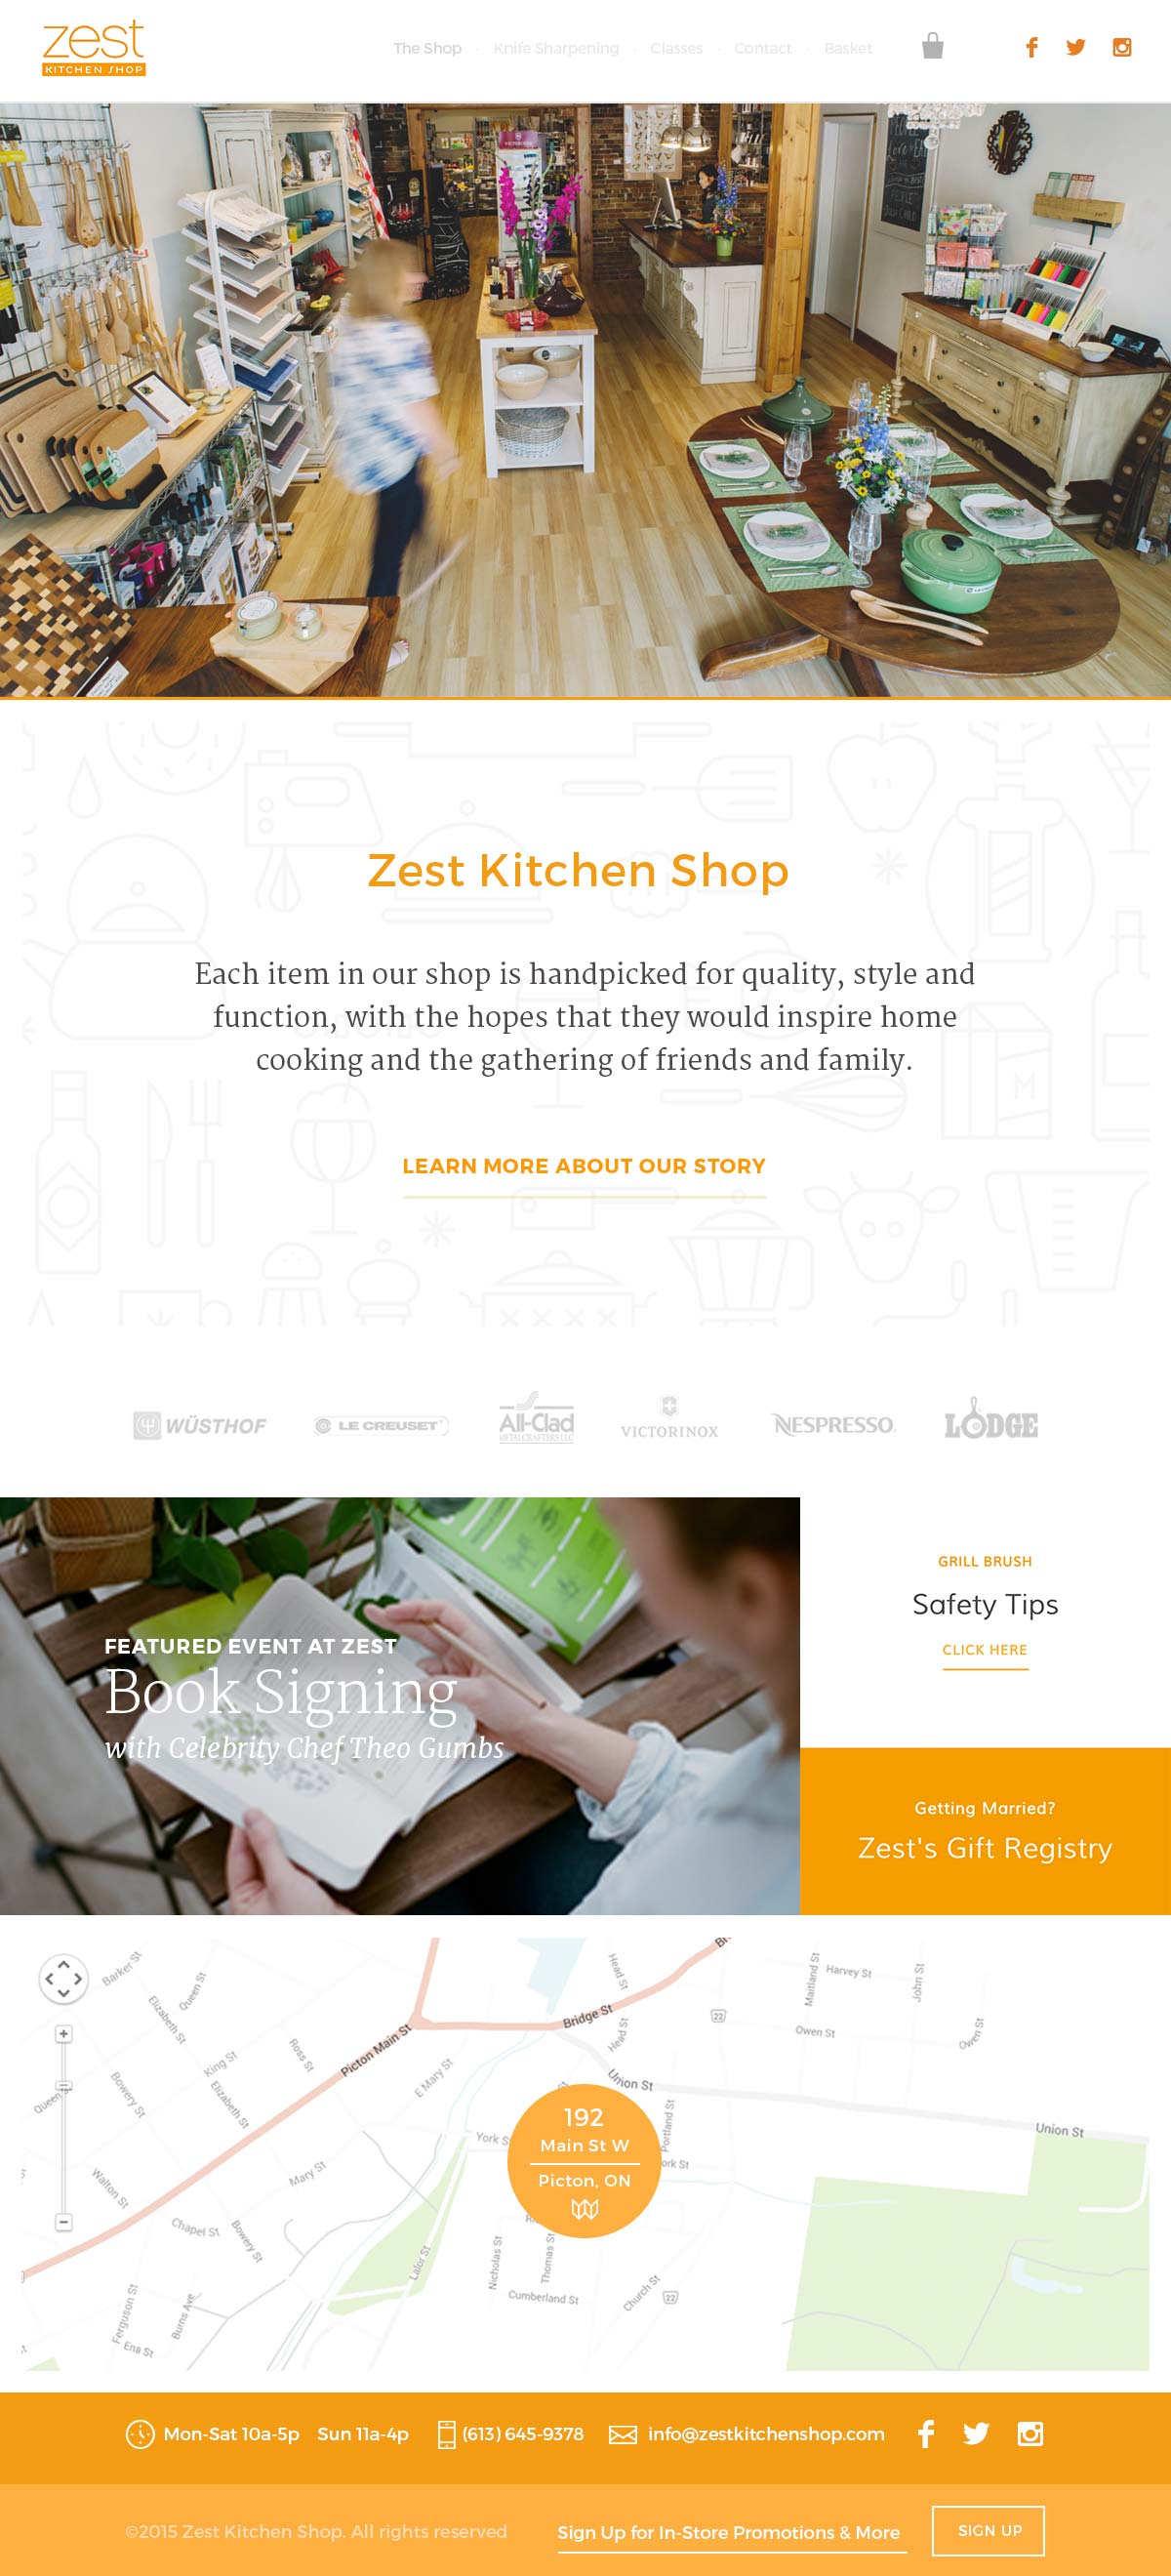 zest
KITCHEN SHOP
The Shop · Knife Sharpening · Classes · Contact · Basket
Zest Kitchen Shop
Each item in our shop is handpicked for quality, style and
function, with the hopes that they would inspire home
cooking and the gathering of friends and family.
LEARN MORE ABOUT OUR STORY
WÜSTHOF
LE CREUSET
All-Clad
METALCRAFTERS LLC
VICTORINOX
NESPRESSO.
LODGE
FEATURED EVENT AT ZEST
Book Signing
with Celebrity Chef Theo Gumbs
GRILL BRUSH
Safety Tips
CLICK HERE
Getting Married?
Zest's Gift Registry
Barker St
Queen St
Elizabeth St
King St
Ross St
Picton Main St
E Mary St
Bridge St
Head St
Head St
22
Maitland St
Harvey St
John St
Owen St
Owen St
Queen
Bowery St
Elizabeth St
Union St
Union St
Portland St
York S
ork St
192
Main St W
Picton, ON
Walton St
Mary St
Chapel St
Bowery St
Lalor St
Nicholas St
Thomas St
Cumberland St
Church St
22
Ferguson St
Burns Ave
Ena St
Mon-Sat 10a-5p Sun 11a-4p (613) 645-9378 info@zestkitchenshop.com
©2015 Zest Kitchen Shop. All rights reserved
Sign Up for In-Store Promotions & More
SIGN UP